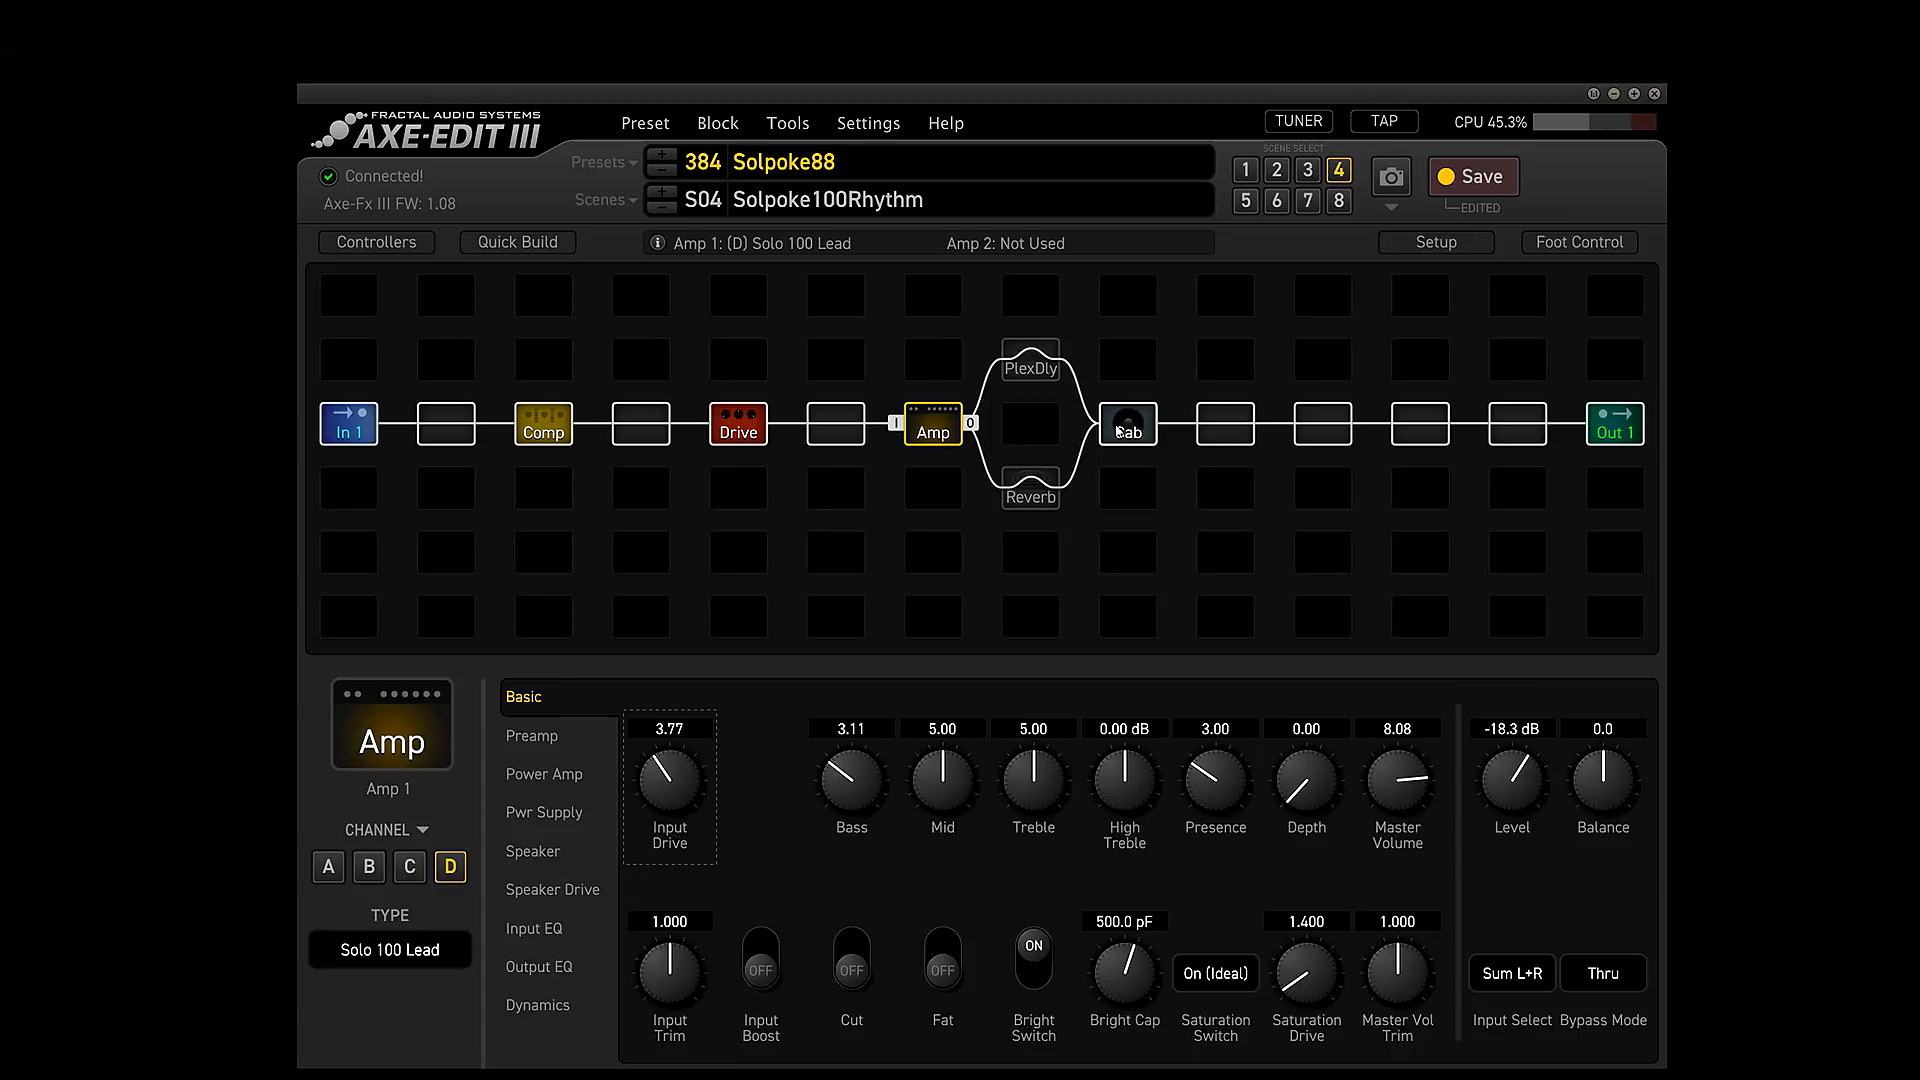 FRACTAL AUDIO SYSTEMS
AXE-EDIT III
Preset Block Tools Settings Help
TUNER TAP CPU 45.3%
Connected!
Axe-Fx III FW: 1.08
Presets 384 Solpoke88
Scenes S04 Solpoke100Rhythm
SCENE SELECT
1 2 3 4
5 6 7 8
Save
EDITED
Controllers Quick Build Amp 1: (D) Solo 100 Lead Amp 2: Not Used Setup Foot Control
PlexDly
In 1 Comp Drive I Amp O Cab Out 1
Reverb
Amp
Amp 1
CHANNEL
A B C D
TYPE
Solo 100 Lead
Basic
Preamp
Power Amp
Pwr Supply
Speaker
Speaker Drive
Input EQ
Output EQ
Dynamics
3.77 3.11 5.00 5.00 0.00 dB 3.00 0.00 8.08 -18.3 dB 0.0
Input Drive Bass Mid Treble High Treble Presence Depth Master Volume Level Balance
1.000 500.0 pF 1.400 1.000
OFF OFF OFF ON On (Ideal) Sum L+R Thru
Input Trim Input Boost Cut Fat Bright Switch Bright Cap Saturation Switch Saturation Drive Master Vol Trim Input Select Bypass Mode